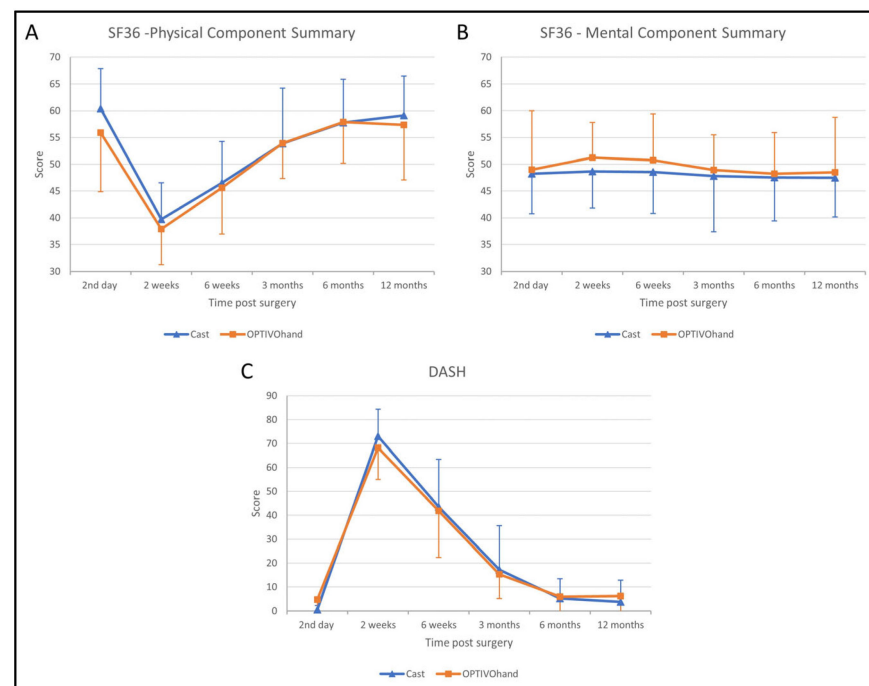 A
SF36 -Physical Component Summary
70
65
60
55
50
45
40
35
30
Score
2nd day 2 weeks 6 weeks 3 months 6 months 12 months
Time post surgery
Cast OPTIVOhand
B
SF36 - Mental Component Summary
70
65
60
55
50
45
40
35
30
Score
2nd day 2 weeks 6 weeks 3 months 6 months 12 months
Time post surgery
Cast OPTIVOhand
C
DASH
90
80
70
60
50
40
30
20
10
0
Score
2nd day 2 weeks 6 weeks 3 months 6 months 12 months
Time post surgery
Cast OPTIVOhand